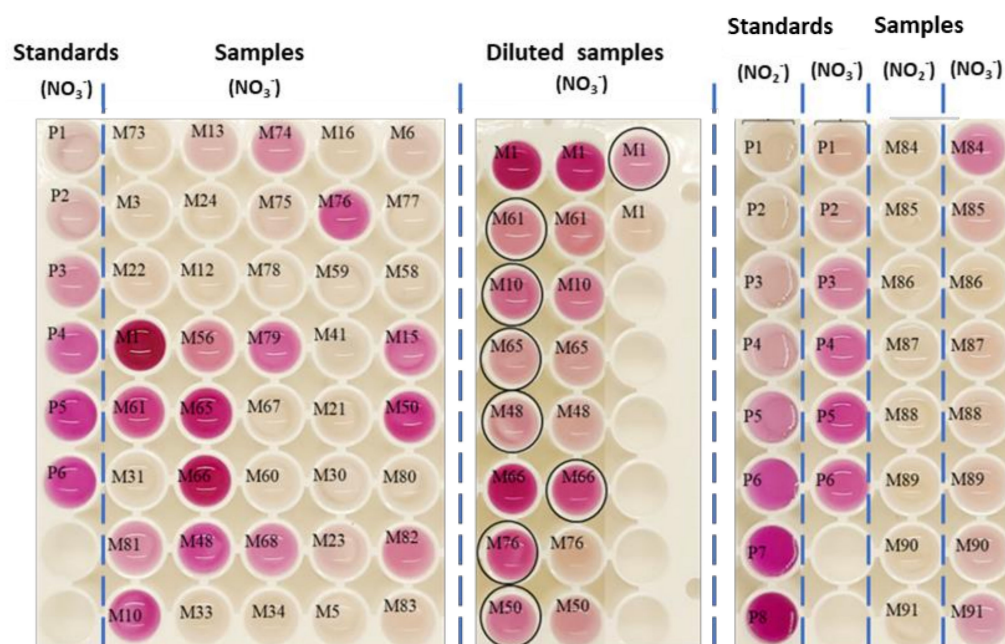 Standards Samples Diluted samples Standards Samples
(NO₃⁻) (NO₃⁻) (NO₃⁻) (NO₂⁻) (NO₃⁻) (NO₂⁻) (NO₃⁻)
P1 M73 M13 M74 M16 M6 M1 M1 M1 P1 P1 M84 M84
P2 M3 M24 M75 M76 M77 M61 M61 M1 P2 P2 M85 M85
P3 M22 M12 M78 M59 M58 M10 M10 P3 P3 M86 M86
P4 M1 M56 M79 M41 M15 M65 M65 P4 P4 M87 M87
P5 M61 M65 M67 M21 M50 M48 M48 P5 P5 M88 M88
P6 M31 M66 M60 M30 M80 M66 M66 P6 P6 M89 M89
M81 M48 M68 M23 M82 M76 M76 P7 M90 M90
M10 M33 M34 M5 M83 M50 M50 P8 M91 M91